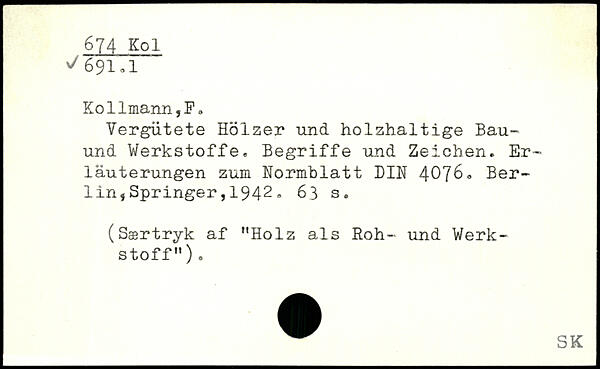 674 Kol
✓ 691.1
Kollmann,F.
Vergütete Hölzer und holzhaltige Bau-
und Werkstoffe. Begriffe und Zeichen. Er-
läuterungen zum Normblatt DIN 4076. Ber-
lin,Springer,1942. 63 s.
(Særtryk af "Holz als Roh- und Werk-
stoff").
SK